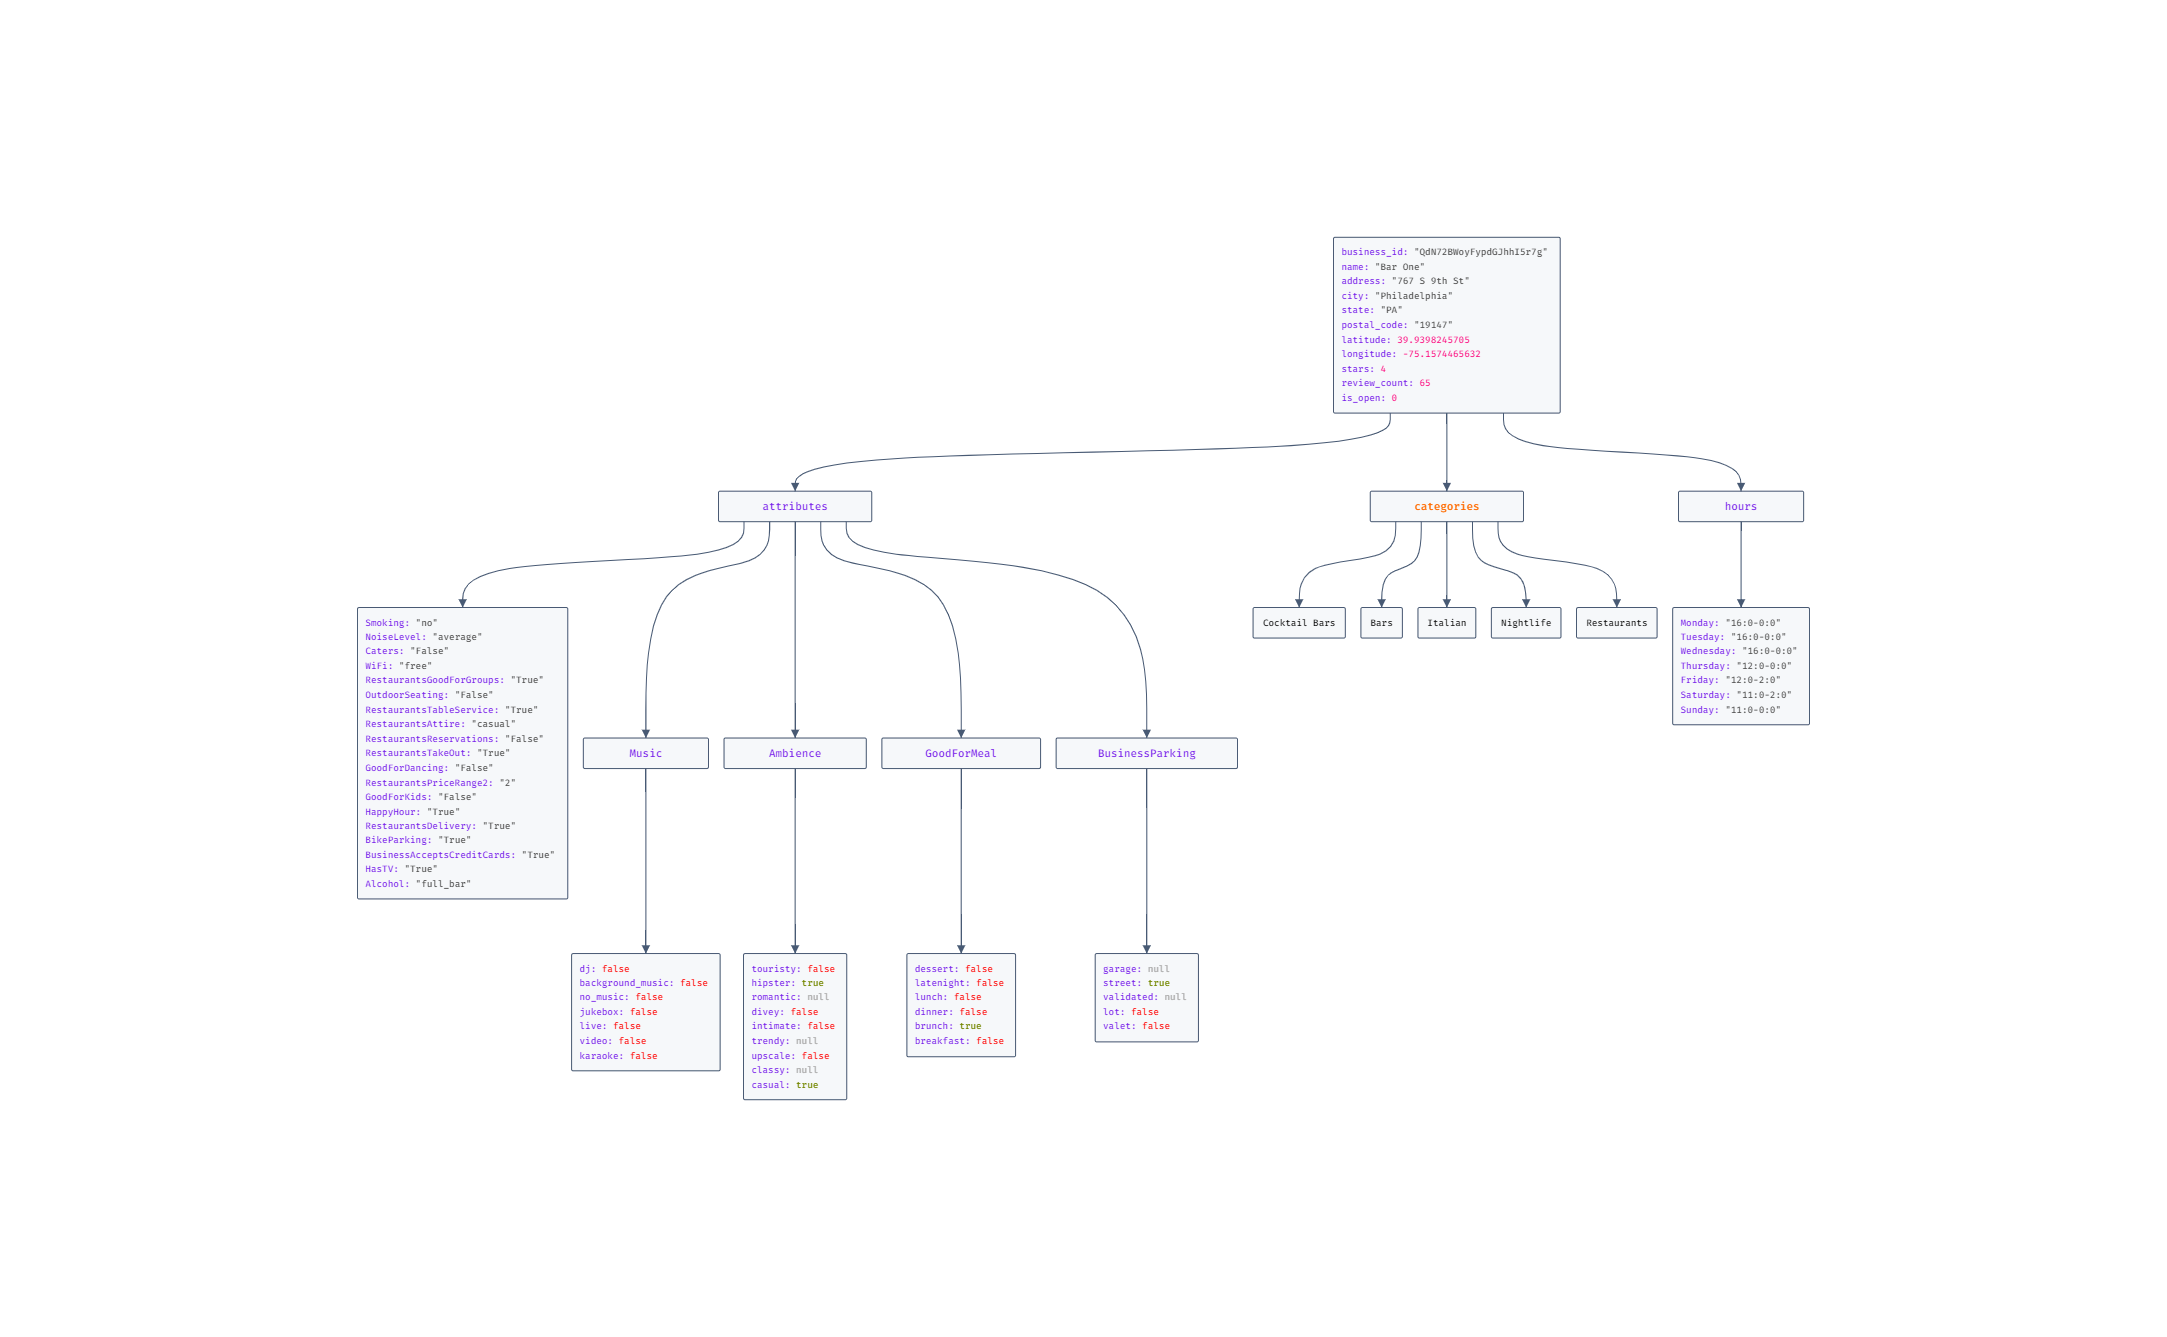 business_id: "QdN72BWoyFypdGJhhI5r7g"
name: "Bar One"
address: "767 S 9th St"
city: "Philadelphia"
state: "PA"
postal_code: "19147"
latitude: 39.9398245705
longitude: -75.1574465632
stars: 4
review_count: 65
is_open: 0
attributes
categories
hours
Smoking: "no"
NoiseLevel: "average"
Caters: "False"
WiFi: "free"
RestaurantsGoodForGroups: "True"
OutdoorSeating: "False"
RestaurantsTableService: "True"
RestaurantsAttire: "casual"
RestaurantsReservations: "False"
RestaurantsTakeOut: "True"
GoodForDancing: "False"
RestaurantsPriceRange2: "2"
GoodForKids: "False"
HappyHour: "True"
RestaurantsDelivery: "True"
BikeParking: "True"
BusinessAcceptsCreditCards: "True"
HasTV: "True"
Alcohol: "full_bar"
Cocktail Bars
Bars
Italian
Nightlife
Restaurants
Monday: "16:0-0:0"
Tuesday: "16:0-0:0"
Wednesday: "16:0-0:0"
Thursday: "12:0-0:0"
Friday: "12:0-2:0"
Saturday: "11:0-2:0"
Sunday: "11:0-0:0"
Music
Ambience
GoodForMeal
BusinessParking
dj: false
background_music: false
no_music: false
jukebox: false
live: false
video: false
karaoke: false
touristy: false
hipster: true
romantic: null
divey: false
intimate: false
trendy: null
upscale: false
classy: null
casual: true
dessert: false
latenight: false
lunch: false
dinner: false
brunch: true
breakfast: false
garage: null
street: true
validated: null
lot: false
valet: false